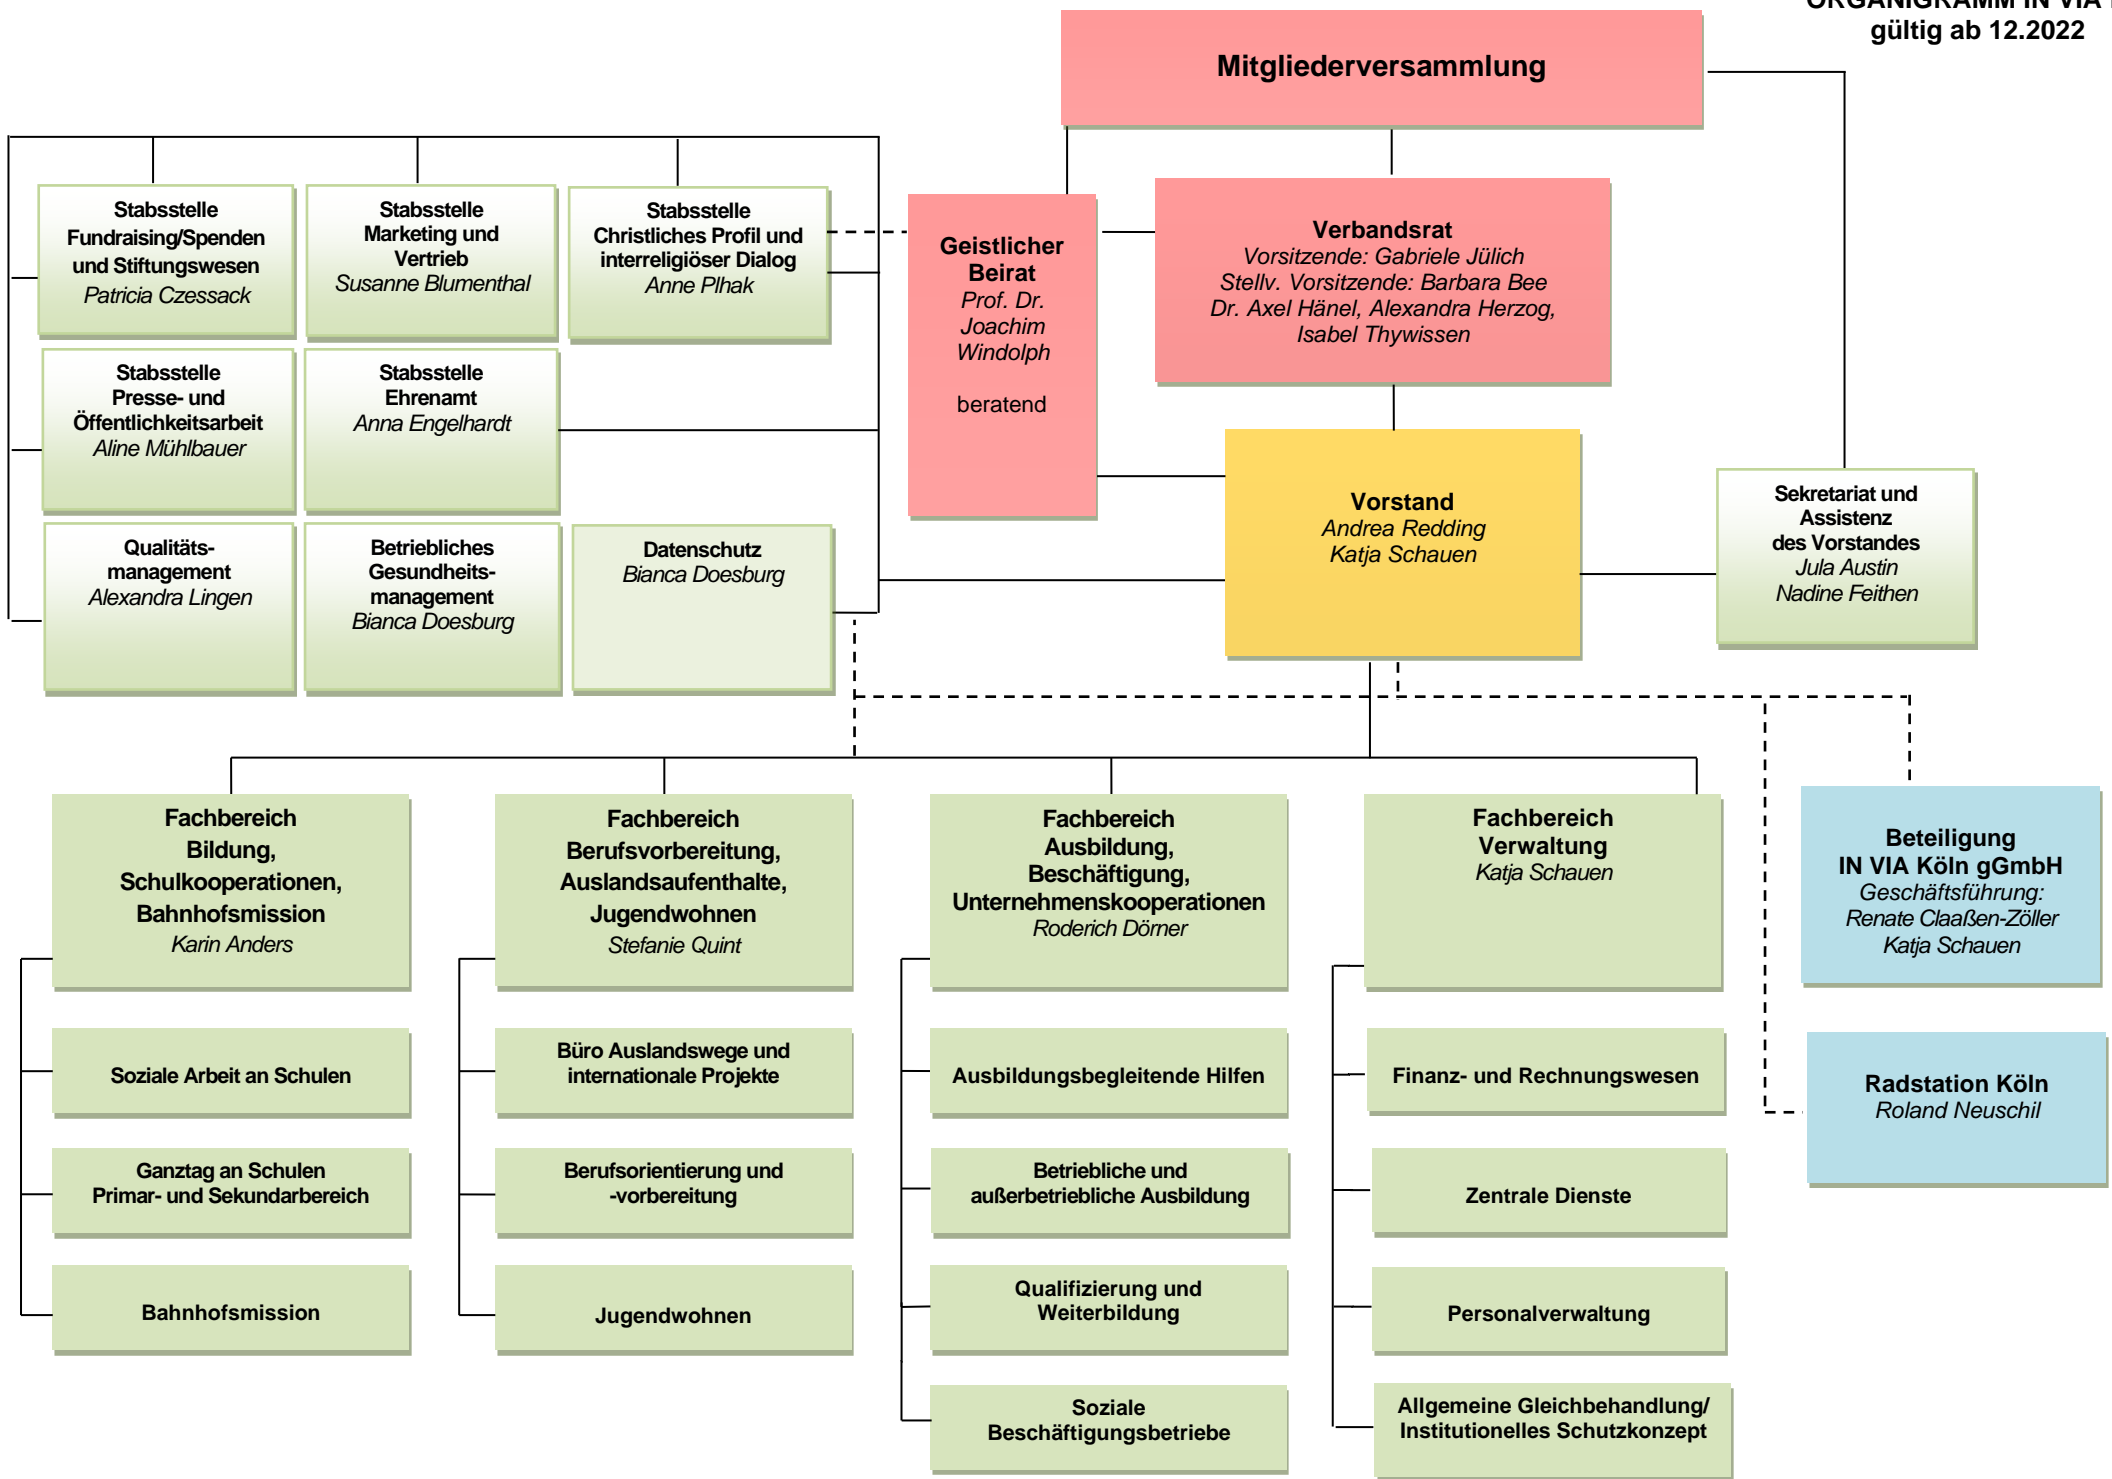 ORGANIGRAMM IN VIA
gültig ab 12.2022
Mitgliederversammlung
Stabsstelle
Fundraising/Spenden
und Stiftungswesen
Patricia Czessack
Stabsstelle
Marketing und
Vertrieb
Susanne Blumenthal
Stabsstelle
Christliches Profil und
interreligiöser Dialog
Anne Plhak
Geistlicher
Beirat
Prof. Dr.
Joachim
Windolph
beratend
Verbandsrat
Vorsitzende: Gabriele Jülich
Stellv. Vorsitzende: Barbara Bee
Dr. Axel Hänel, Alexandra Herzog,
Isabel Thywissen
Stabsstelle
Presse- und
Öffentlichkeitsarbeit
Aline Mühlbauer
Stabsstelle
Ehrenamt
Anna Engelhardt
Vorstand
Andrea Redding
Katja Schauen
Sekretariat und
Assistenz
des Vorstandes
Jula Austin
Nadine Feithen
Qualitäts-
management
Alexandra Lingen
Betriebliches
Gesundheits-
management
Bianca Doesburg
Datenschutz
Bianca Doesburg
Fachbereich
Bildung,
Schulkooperationen,
Bahnhofsmission
Karin Anders
Fachbereich
Berufsvorbereitung,
Auslandsaufenthalte,
Jugendwohnen
Stefanie Quint
Fachbereich
Ausbildung,
Beschäftigung,
Unternehmenskooperationen
Roderich Dörner
Fachbereich
Verwaltung
Katja Schauen
Beteiligung
IN VIA Köln gGmbH
Geschäftsführung:
Renate Claaßen-Zöller
Katja Schauen
Soziale Arbeit an Schulen
Büro Auslandswege und
internationale Projekte
Ausbildungsbegleitende Hilfen
Finanz- und Rechnungswesen
Radstation Köln
Roland Neuschil
Ganztag an Schulen
Primar- und Sekundarbereich
Berufsorientierung und
-vorbereitung
Betriebliche und
außerbetriebliche Ausbildung
Zentrale Dienste
Bahnhofsmission
Jugendwohnen
Qualifizierung und
Weiterbildung
Personalverwaltung
Soziale
Beschäftigungsbetriebe
Allgemeine Gleichbehandlung/
Institutionelles Schutzkonzept